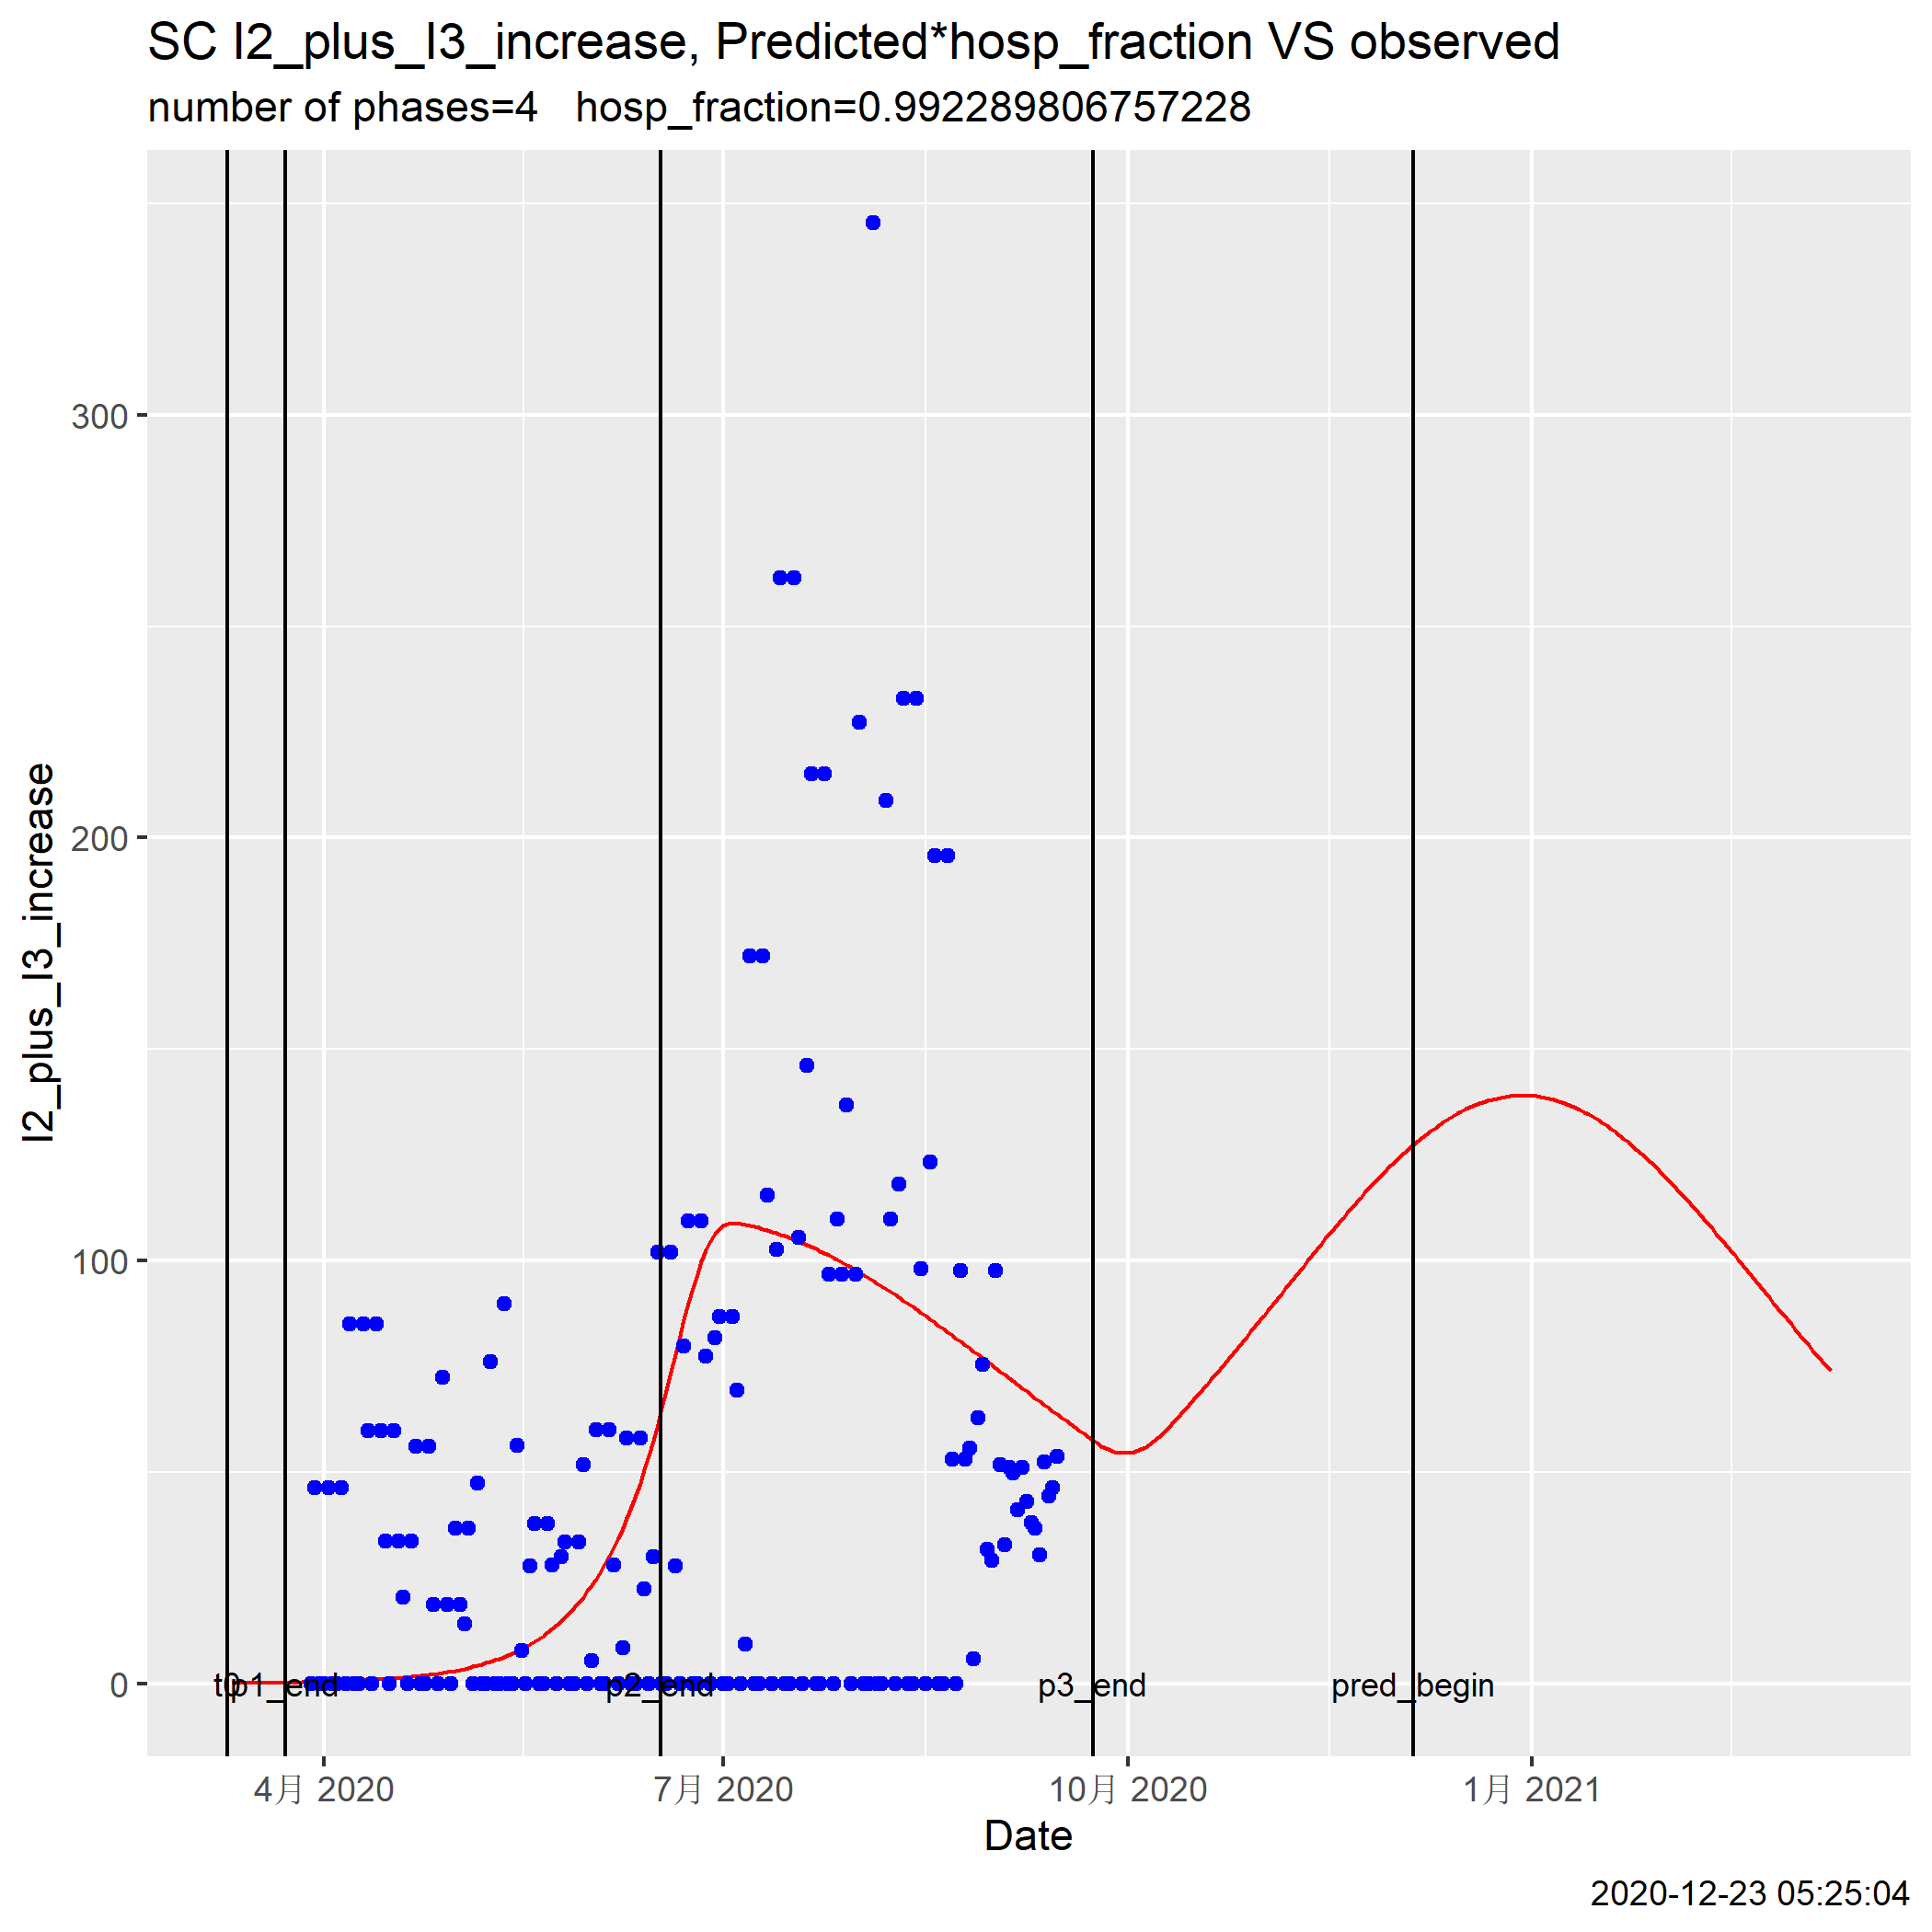 SC I2_plus_I3_increase, Predicted*hosp_fraction VS observed
number of phases=4 hosp_fraction=0.992289806757228
I2_plus_I3_increase
300
200
100
0
t0 p1_end p2_end p3_end pred_begin
4月 2020 7月 2020 10月 2020 1月 2021
Date
2020-12-23 05:25:04